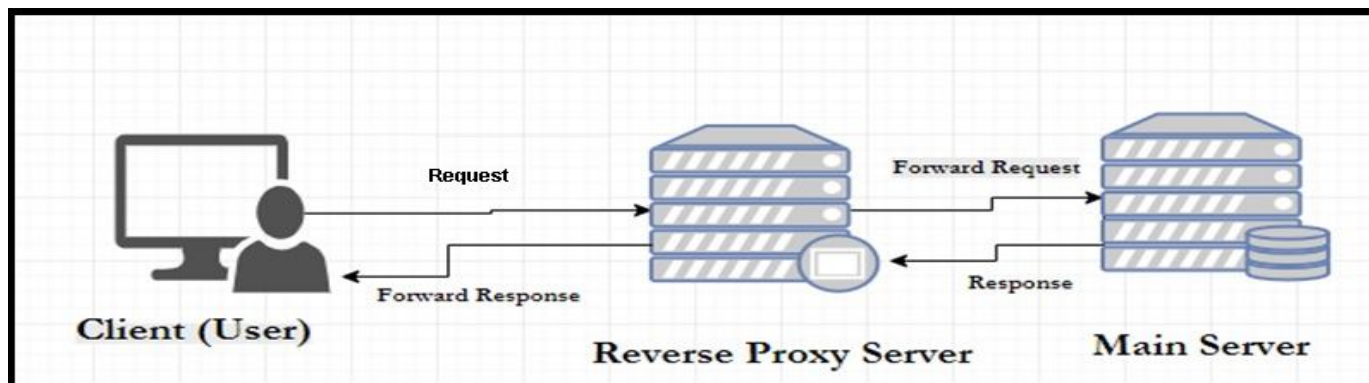 Request
Forward Request
Forward Response
Response
Client (User)
Reverse Proxy Server
Main Server